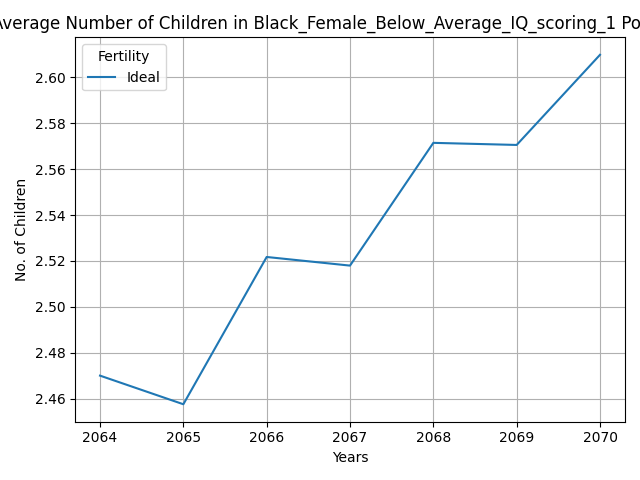 Average Number of Children in Black_Female_Below_Average_IQ_scoring_1 Po
Fertility
Ideal
2.60
2.58
2.56
2.54
2.52
2.50
2.48
2.46
No. of Children
2064 2065 2066 2067 2068 2069 2070
Years